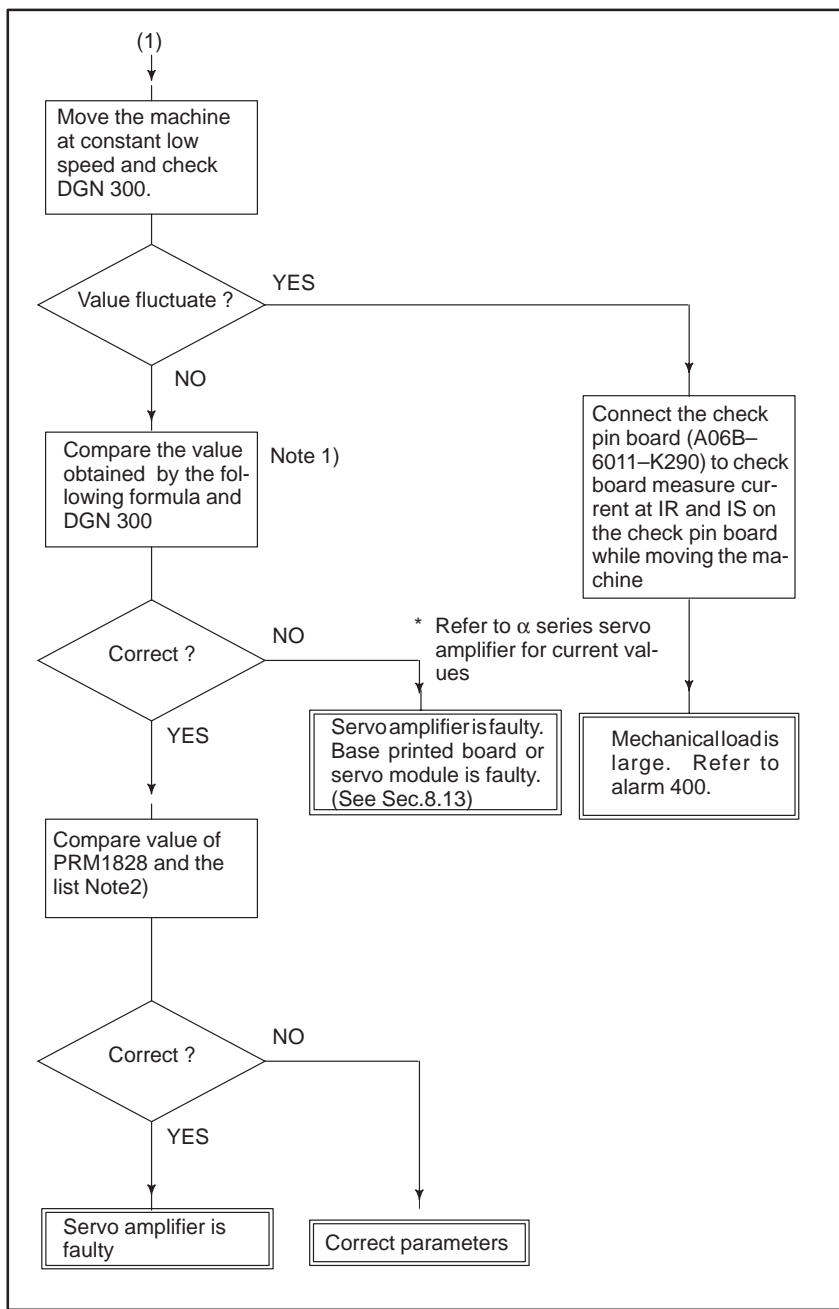 (1)
Move the machine
at constant low
speed and check
DGN 300.
Value fluctuate ?
YES
NO
Compare the value
obtained by the fol-
lowing formula and
DGN 300
Note 1)
Connect the check
pin board (A06B–
6011–K290) to check
board measure cur-
rent at IR and IS on
the check pin board
while moving the ma-
chine
Correct ?
NO
* Refer to α series servo
amplifier for current val-
ues
YES
Servo amplifier is faulty.
Base printed board or
servo module is faulty.
(See Sec.8.13)
Mechanical load is
large. Refer to
alarm 400.
Compare value of
PRM1828 and the
list Note2)
Correct ?
NO
YES
Servo amplifier is
faulty
Correct parameters